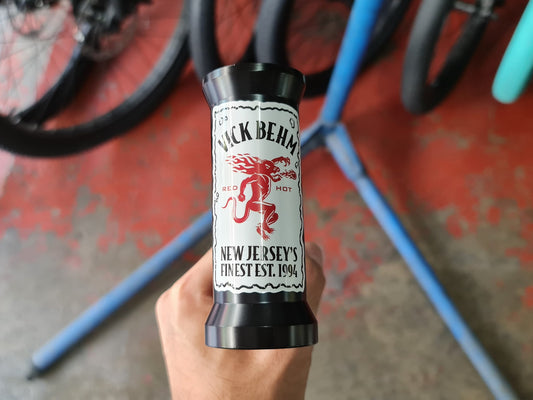 VICK BEHM
RED HOT
NEW JERSEY'S
FINEST EST. 1994